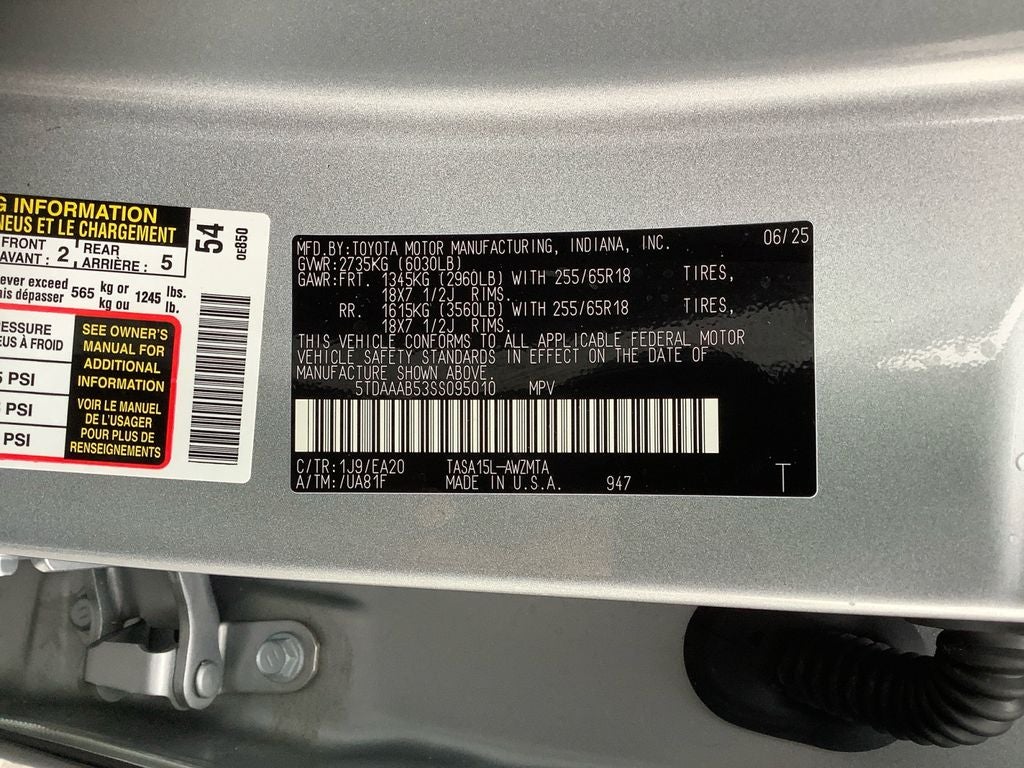 G INFORMATION
NEUS ET LE CHARGEMENT
FRONT 2 REAR 5
AVANT : ARRIÈRE :
ever exceed 565 kg or 1245 lbs.
ais dépasser kg ou lb.
PRESSURE
EUS À FROID
5 PSI
PSI
PSI
SEE OWNER'S
MANUAL FOR
ADDITIONAL
INFORMATION
VOIR LE MANUEL
DE L'USAGER
POUR PLUS DE
RENSEIGNEMENTS
54
0E850
MFD.BY:TOYOTA MOTOR MANUFACTURING, INDIANA, INC. 06/25
GVWR:2735KG (6030LB)
GAWR:FRT. 1345KG (2960LB) WITH 255/65R18 TIRES,
18X7 1/2J RIMS.
RR. 1615KG (3560LB) WITH 255/65R18 TIRES,
18X7 1/2J RIMS.
THIS VEHICLE CONFORMS TO ALL APPLICABLE FEDERAL MOTOR
VEHICLE SAFETY STANDARDS IN EFFECT ON THE DATE OF
MANUFACTURE SHOWN ABOVE.
5TDAAAB53SS095010 MPV
C/TR:1J9/EA20 TASA15L-AWZMTA
A/TM:/UA81F MADE IN U.S.A. 947 T